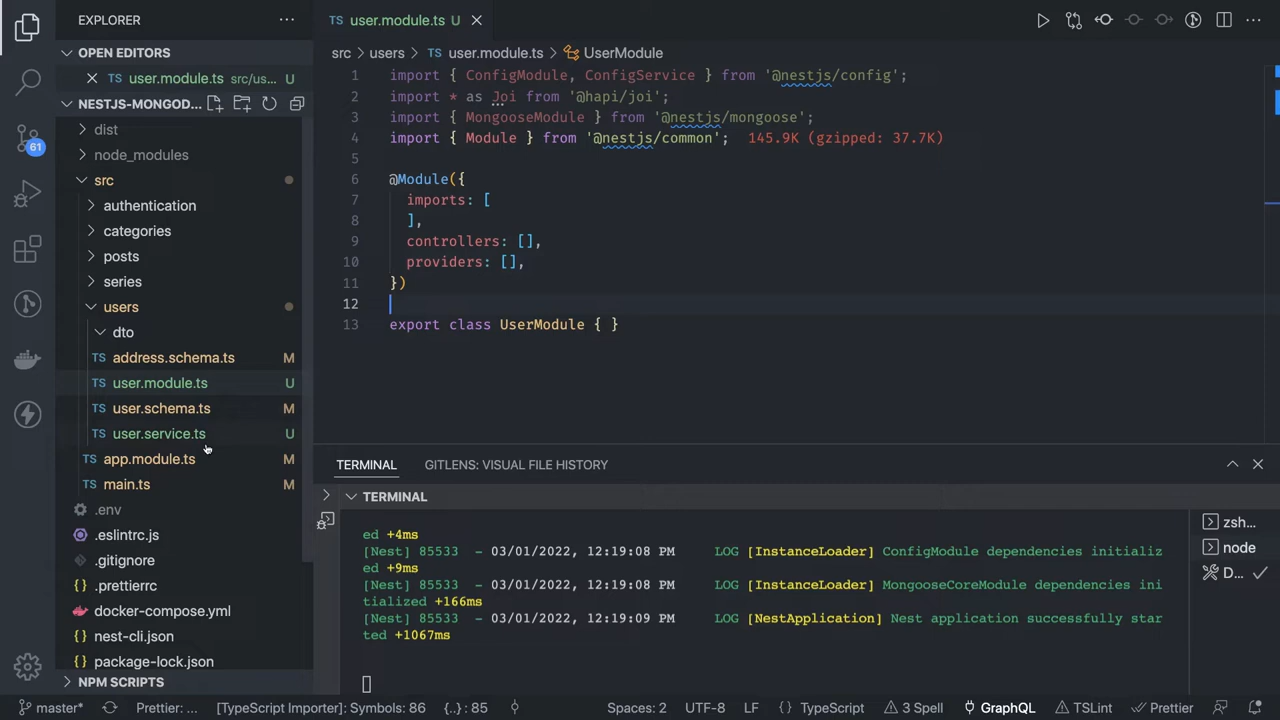 EXPLORER
OPEN EDITORS
user.module.ts src/us... U
NESTJS-MONGOD...
dist
node_modules
src
authentication
categories
posts
series
users
dto
TS address.schema.ts M
TS user.module.ts U
TS user.schema.ts M
TS user.service.ts U
TS app.module.ts M
TS main.ts M
.env
.eslintrc.js
.gitignore
{} .prettierrc
docker-compose.yml
nest-cli.json
{} package-lock.json
NPM SCRIPTS
61
TS user.module.ts U
src > users > TS user.module.ts > UserModule
1 import { ConfigModule, ConfigService } from '@nestjs/config';
2 import * as Joi from '@hapi/joi';
3 import { MongooseModule } from '@nestjs/mongoose';
4 import { Module } from '@nestjs/common'; 145.9K (gzipped: 37.7K)
5
6 @Module({
7 imports: [
8 ],
9 controllers: [],
10 providers: [],
11 })
12
13 export class UserModule { }
TERMINAL GITLENS: VISUAL FILE HISTORY
TERMINAL
ed +4ms
[Nest] 85533 - 03/01/2022, 12:19:08 PM LOG [InstanceLoader] ConfigModule dependencies initializ
ed +9ms
[Nest] 85533 - 03/01/2022, 12:19:08 PM LOG [InstanceLoader] MongooseCoreModule dependencies ini
tialized +166ms
[Nest] 85533 - 03/01/2022, 12:19:09 PM LOG [NestApplication] Nest application successfully star
ted +1067ms
zsh...
node
D...
master* Prettier: ... [TypeScript Importer]: Symbols: 86 {..}: 85 Spaces: 2 UTF-8 LF TypeScript 3 Spell GraphQL TSLint Prettier